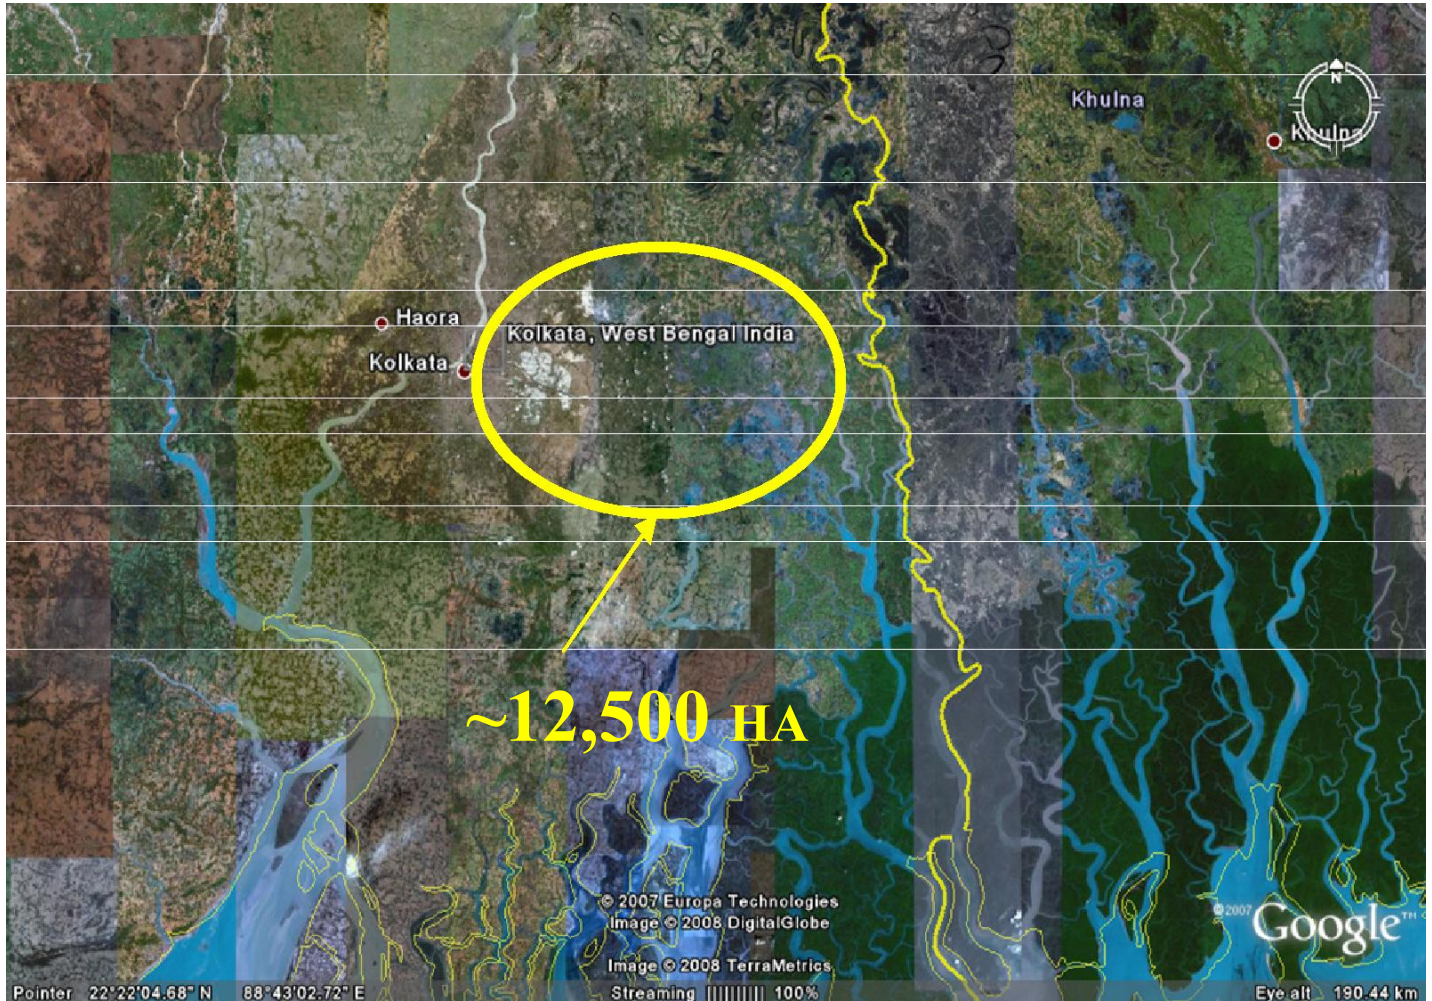 Khulna
N
Khulna
Haora
Kolkata, West Bengal India
Kolkata
~12,500 HA
© 2007 Europa Technologies
Image © 2008 DigitalGlobe
© 2007 Google™
Image © 2008 TerraMetrics
Pointer 22°22'04.68" N 88°43'02.72" E Streaming |||||||||| 100% Eye alt 190.44 km